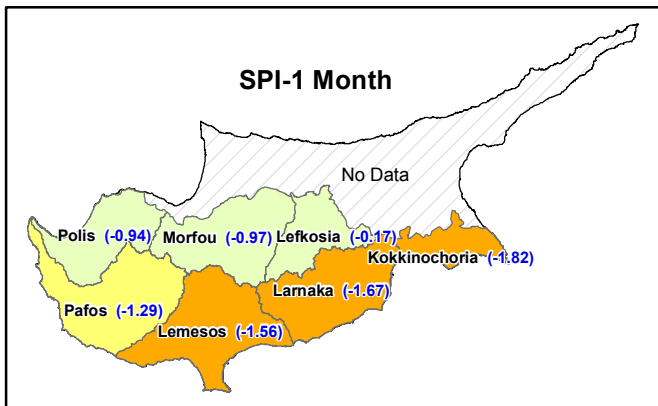 SPI-1 Month
No Data
Polis (-0.94)
Morfou (-0.97)
Lefkosia (-0.17)
Kokkinochoria (-1.82)
Larnaka (-1.67)
Pafos (-1.29)
Lemesos (-1.56)